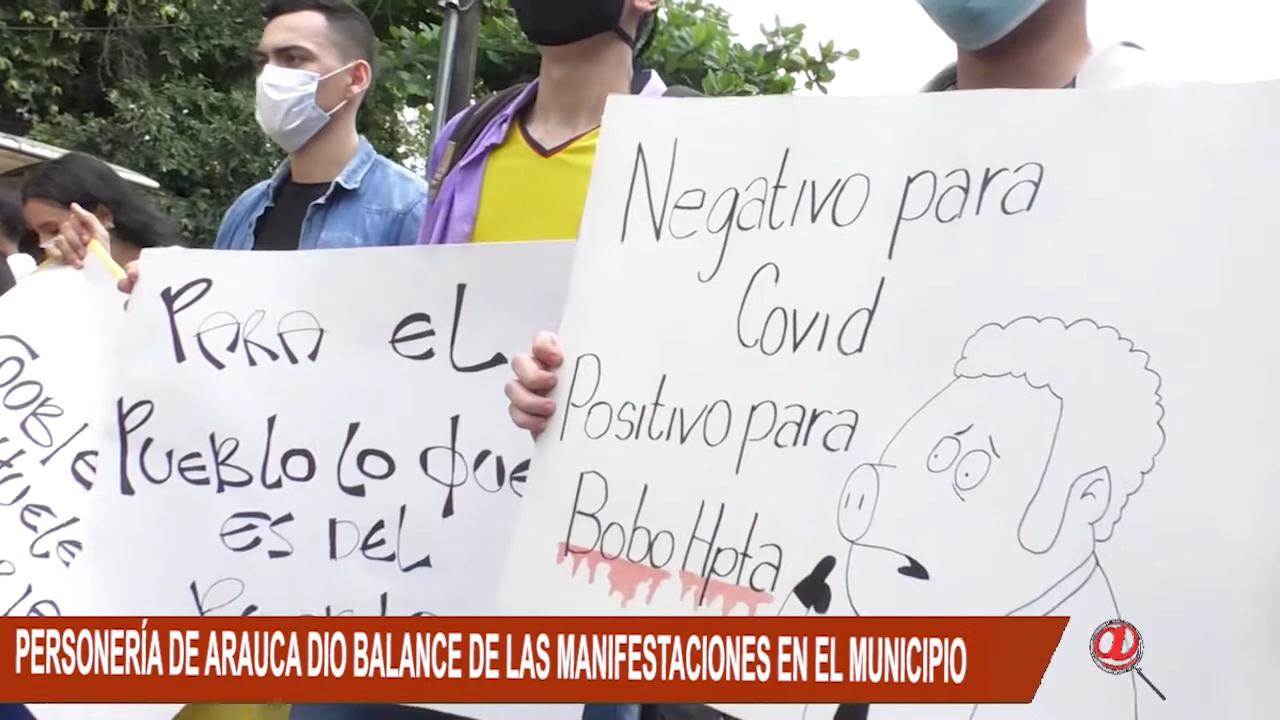 Negativo para
Covid
Positivo para
Bobo Hpta
PARA EL
PUEBLO LO QUE
ES DEL
PERSONERÍA DE ARAUCA DIO BALANCE DE LAS MANIFESTACIONES EN EL MUNICIPIO